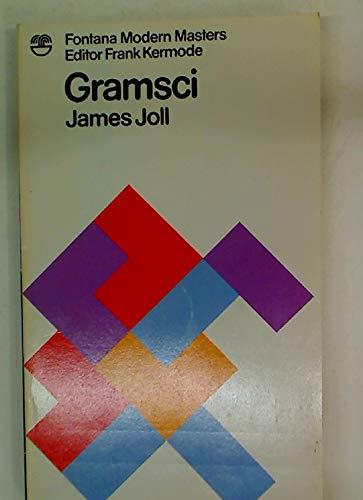 Fontana Modern Masters
Editor Frank Kermode
Gramsci
James Joll